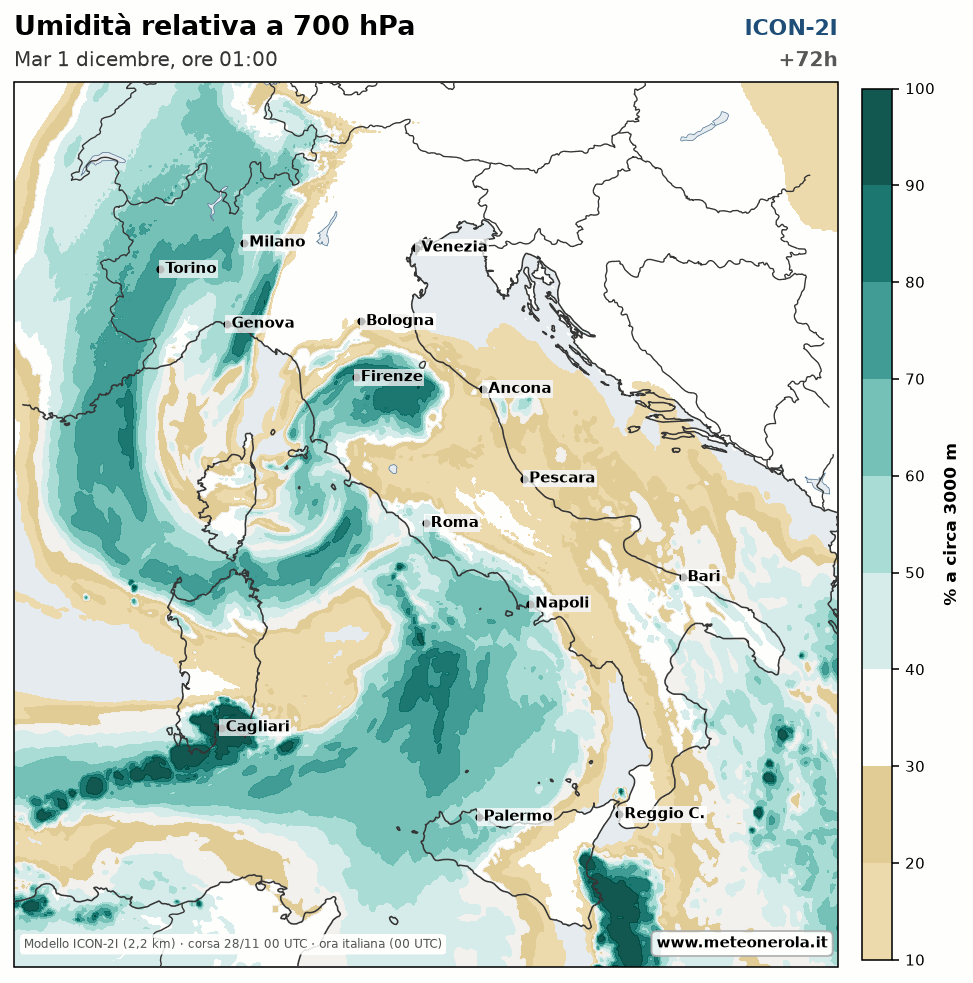 Umidità relativa a 700 hPa
ICON-2I
Mar 1 dicembre, ore 01:00
+72h
100
90
80
70
60
50
40
30
20
10
% a circa 3000 m
Milano
Venezia
Torino
Genova
Bologna
Firenze
Ancona
Pescara
Roma
Bari
Napoli
Cagliari
Palermo
Reggio C.
Modello ICON-2I (2,2 km) · corsa 28/11 00 UTC · ora italiana (00 UTC)
www.meteonerola.it